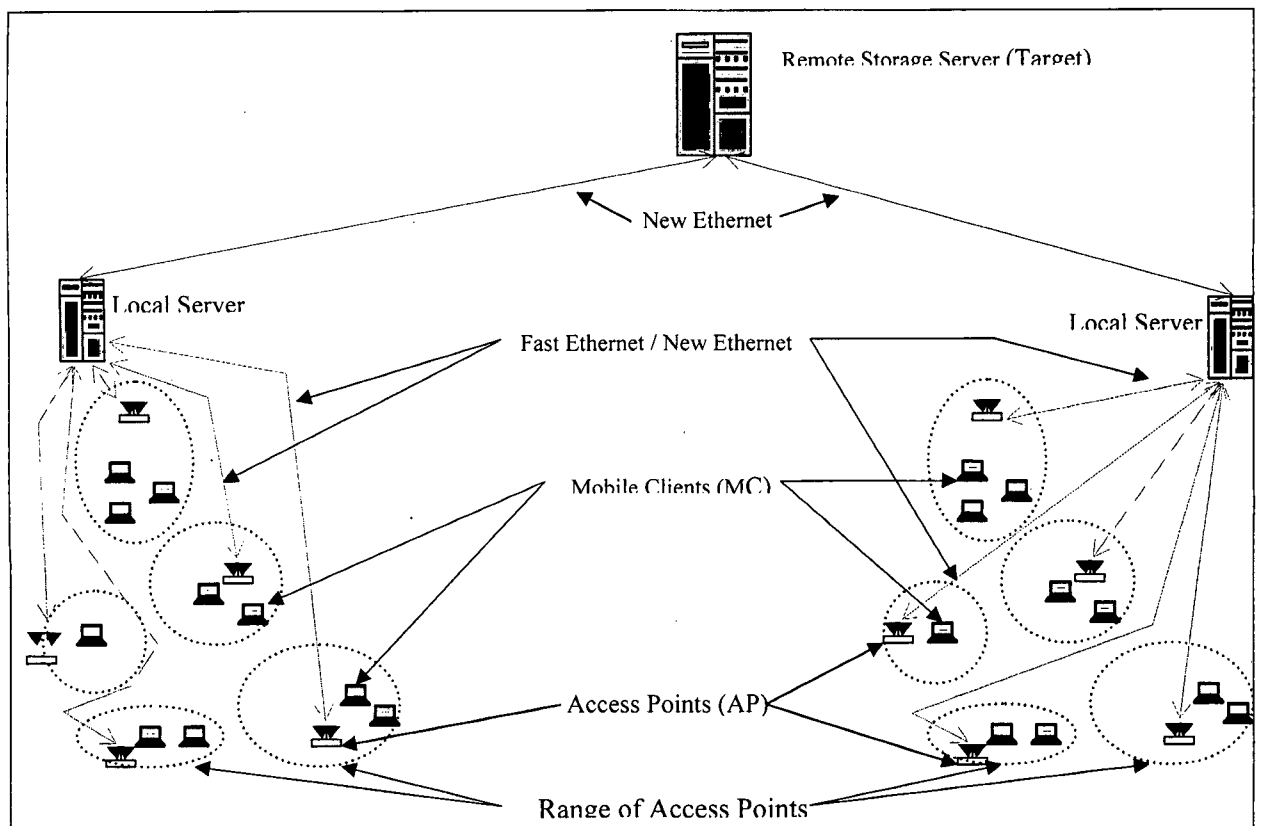 Remote Storage Server (Target)
New Ethernet
Local Server
Local Server
Fast Ethernet / New Ethernet
Mobile Clients (MC)
Access Points (AP)
Range of Access Points